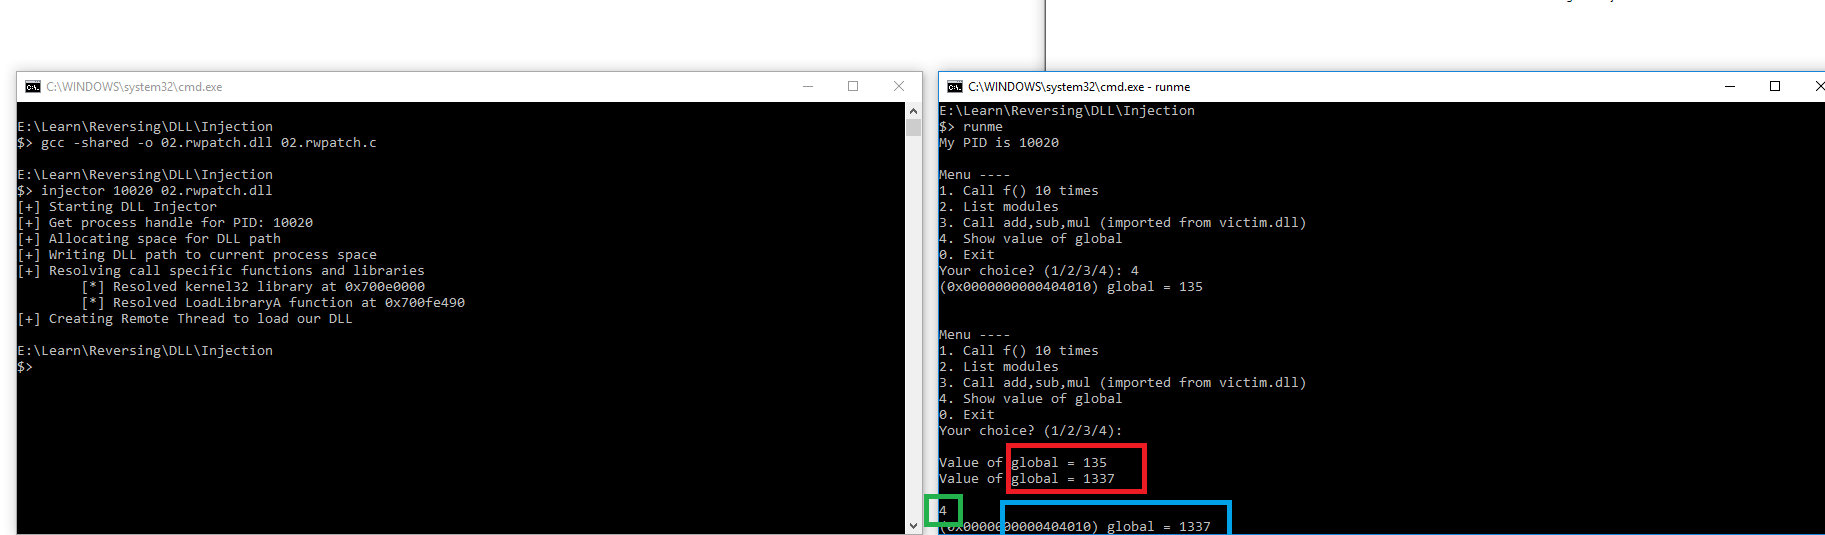 C:\WINDOWS\system32\cmd.exe
E:\Learn\Reversing\DLL\Injection
$> gcc -shared -o 02.rwpatch.dll 02.rwpatch.c
E:\Learn\Reversing\DLL\Injection
$> injector 10020 02.rwpatch.dll
[+] Starting DLL Injector
[+] Get process handle for PID: 10020
[+] Allocating space for DLL path
[+] Writing DLL path to current process space
[+] Resolving call specific functions and libraries
[*] Resolved kernel32 library at 0x700e0000
[*] Resolved LoadLibraryA function at 0x700fe490
[+] Creating Remote Thread to load our DLL
E:\Learn\Reversing\DLL\Injection
$>
C:\WINDOWS\system32\cmd.exe - runme
E:\Learn\Reversing\DLL\Injection
$> runme
My PID is 10020
Menu ----
1. Call f() 10 times
2. List modules
3. Call add,sub,mul (imported from victim.dll)
4. Show value of global
0. Exit
Your choice? (1/2/3/4): 4
(0x0000000000404010) global = 135
Menu ----
1. Call f() 10 times
2. List modules
3. Call add,sub,mul (imported from victim.dll)
4. Show value of global
0. Exit
Your choice? (1/2/3/4):
Value of global = 135
Value of global = 1337
4
(0x0000000000404010) global = 1337